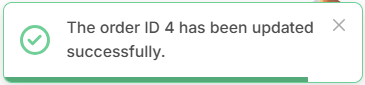 The order ID 4 has been updated
successfully.